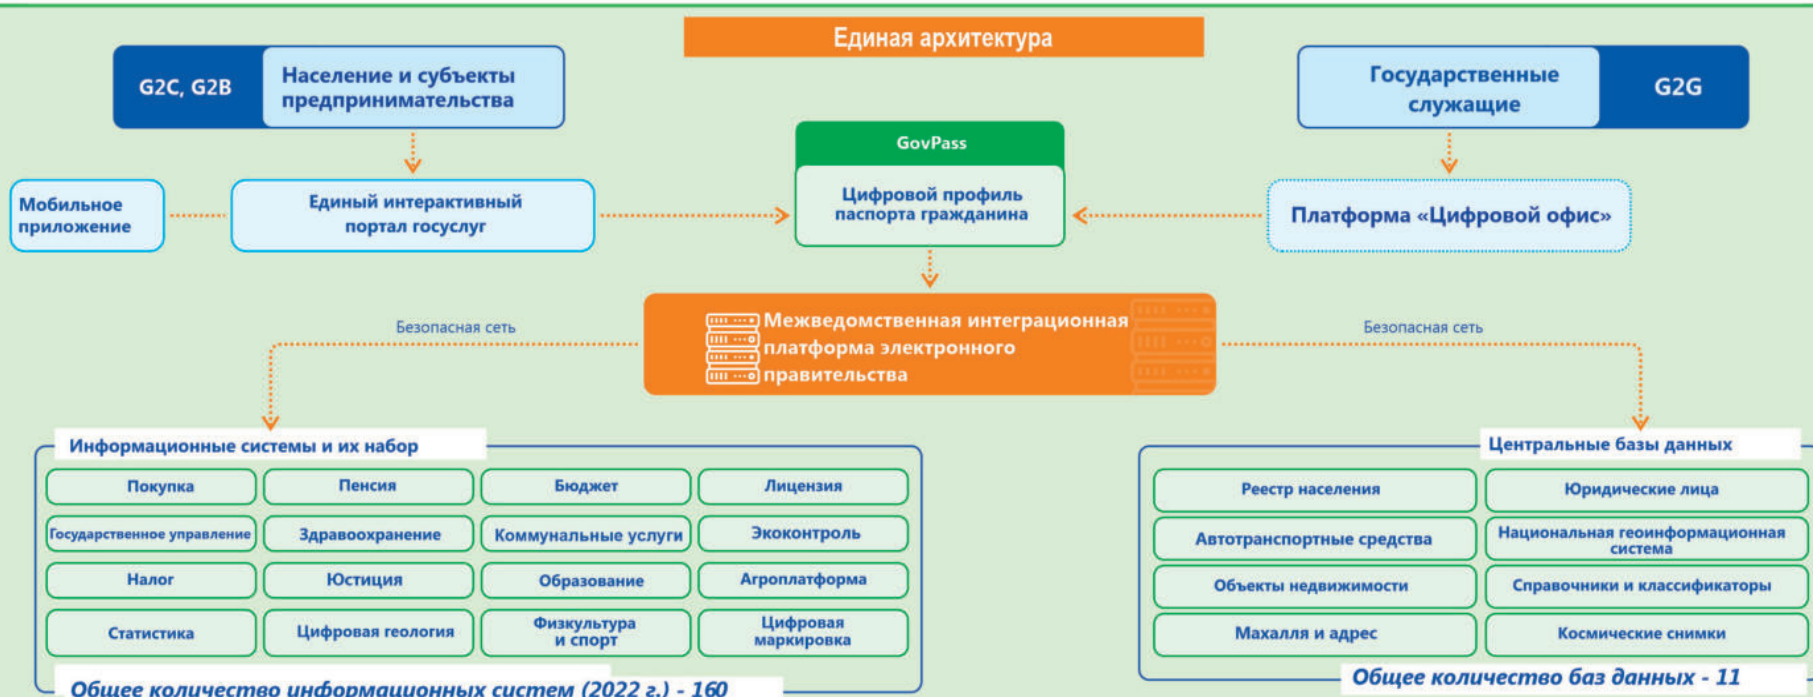 Единая архитектура
G2C, G2B
Население и субъекты
предпринимательства
Государственные
служащие
G2G
GovPass
Цифровой профиль
паспорта гражданина
Мобильное
приложение
Единый интерактивный
портал госуслуг
Платформа «Цифровой офис»
Межведомственная интеграционная
платформа электронного
правительства
Безопасная сеть
Безопасная сеть
Информационные системы и их набор
Покупка
Пенсия
Бюджет
Лицензия
Государственное управление
Здравоохранение
Коммунальные услуги
Экоконтроль
Налог
Юстиция
Образование
Агроплатформа
Статистика
Цифровая геология
Физкультура
и спорт
Цифровая
маркировка
Общее количество информационных систем (2022 г.) - 160
Центральные базы данных
Реестр населения
Юридические лица
Автотранспортные средства
Национальная геоинформационная
система
Объекты недвижимости
Справочники и классификаторы
Махалля и адрес
Космические снимки
Общее количество баз данных - 11